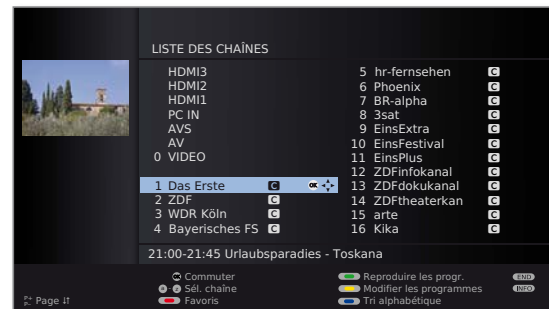 LISTE DES CHAÎNES
HDMI3
HDMI2
HDMI1
PC IN
AVS
AV
0 VIDEO
1 Das Erste C OK
2 ZDF C
3 WDR Köln C
4 Bayerisches FS C
5 hr-fernsehen C
6 Phoenix C
7 BR-alpha C
8 3sat C
9 EinsExtra C
10 EinsFestival C
11 EinsPlus C
12 ZDFinfokanal C
13 ZDFdokukanal C
14 ZDFtheaterkan C
15 arte C
16 Kika C
21:00-21:45 Urlaubsparadies - Toskana
P+ P- Page
OK Commuter
Sél. chaîne
Favoris
Reproduire les progr. END
Modifier les programmes INFO
Tri alphabétique